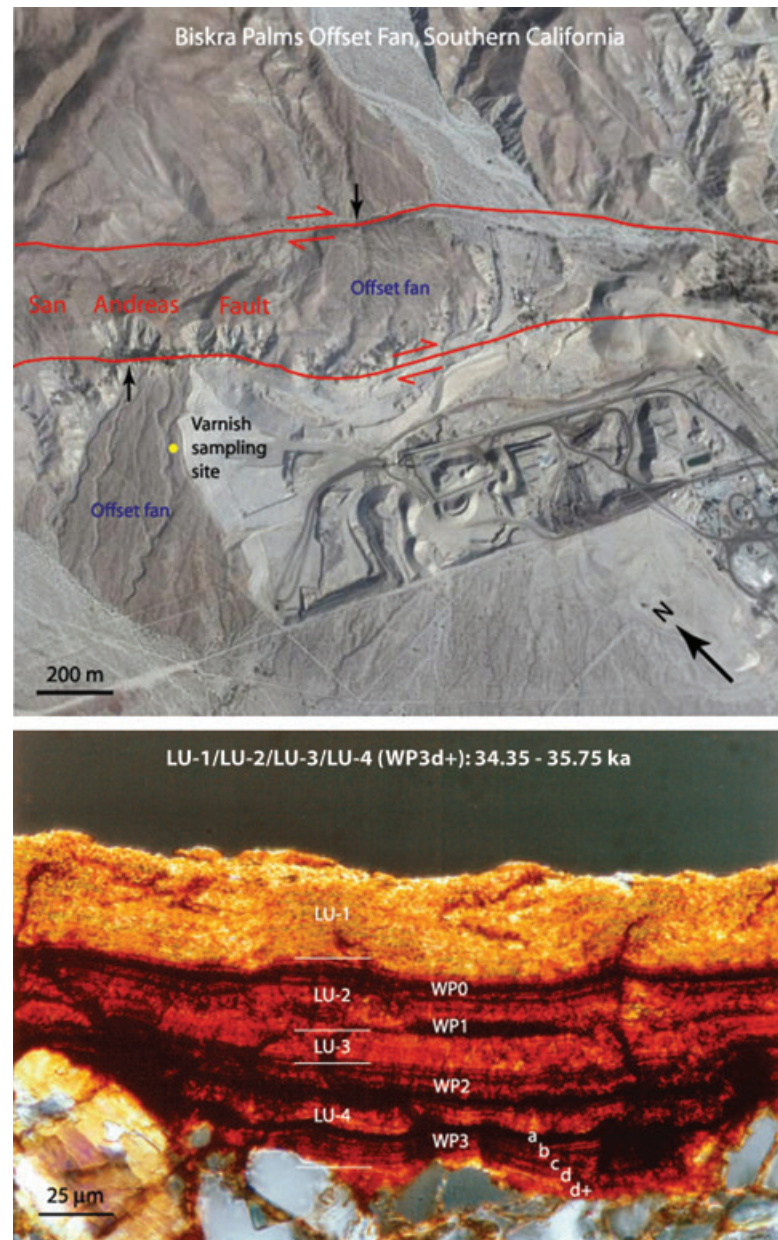 Biskra Palms Offset Fan, Southern California
Offset fan
San Andreas Fault
Varnish
sampling
site
Offset fan
N
200 m
LU-1/LU-2/LU-3/LU-4 (WP3d+): 34.35 - 35.75 ka
LU-1
LU-2
WP0
WP1
LU-3
WP2
LU-4
WP3
a
b
c
d
d+
25 μm